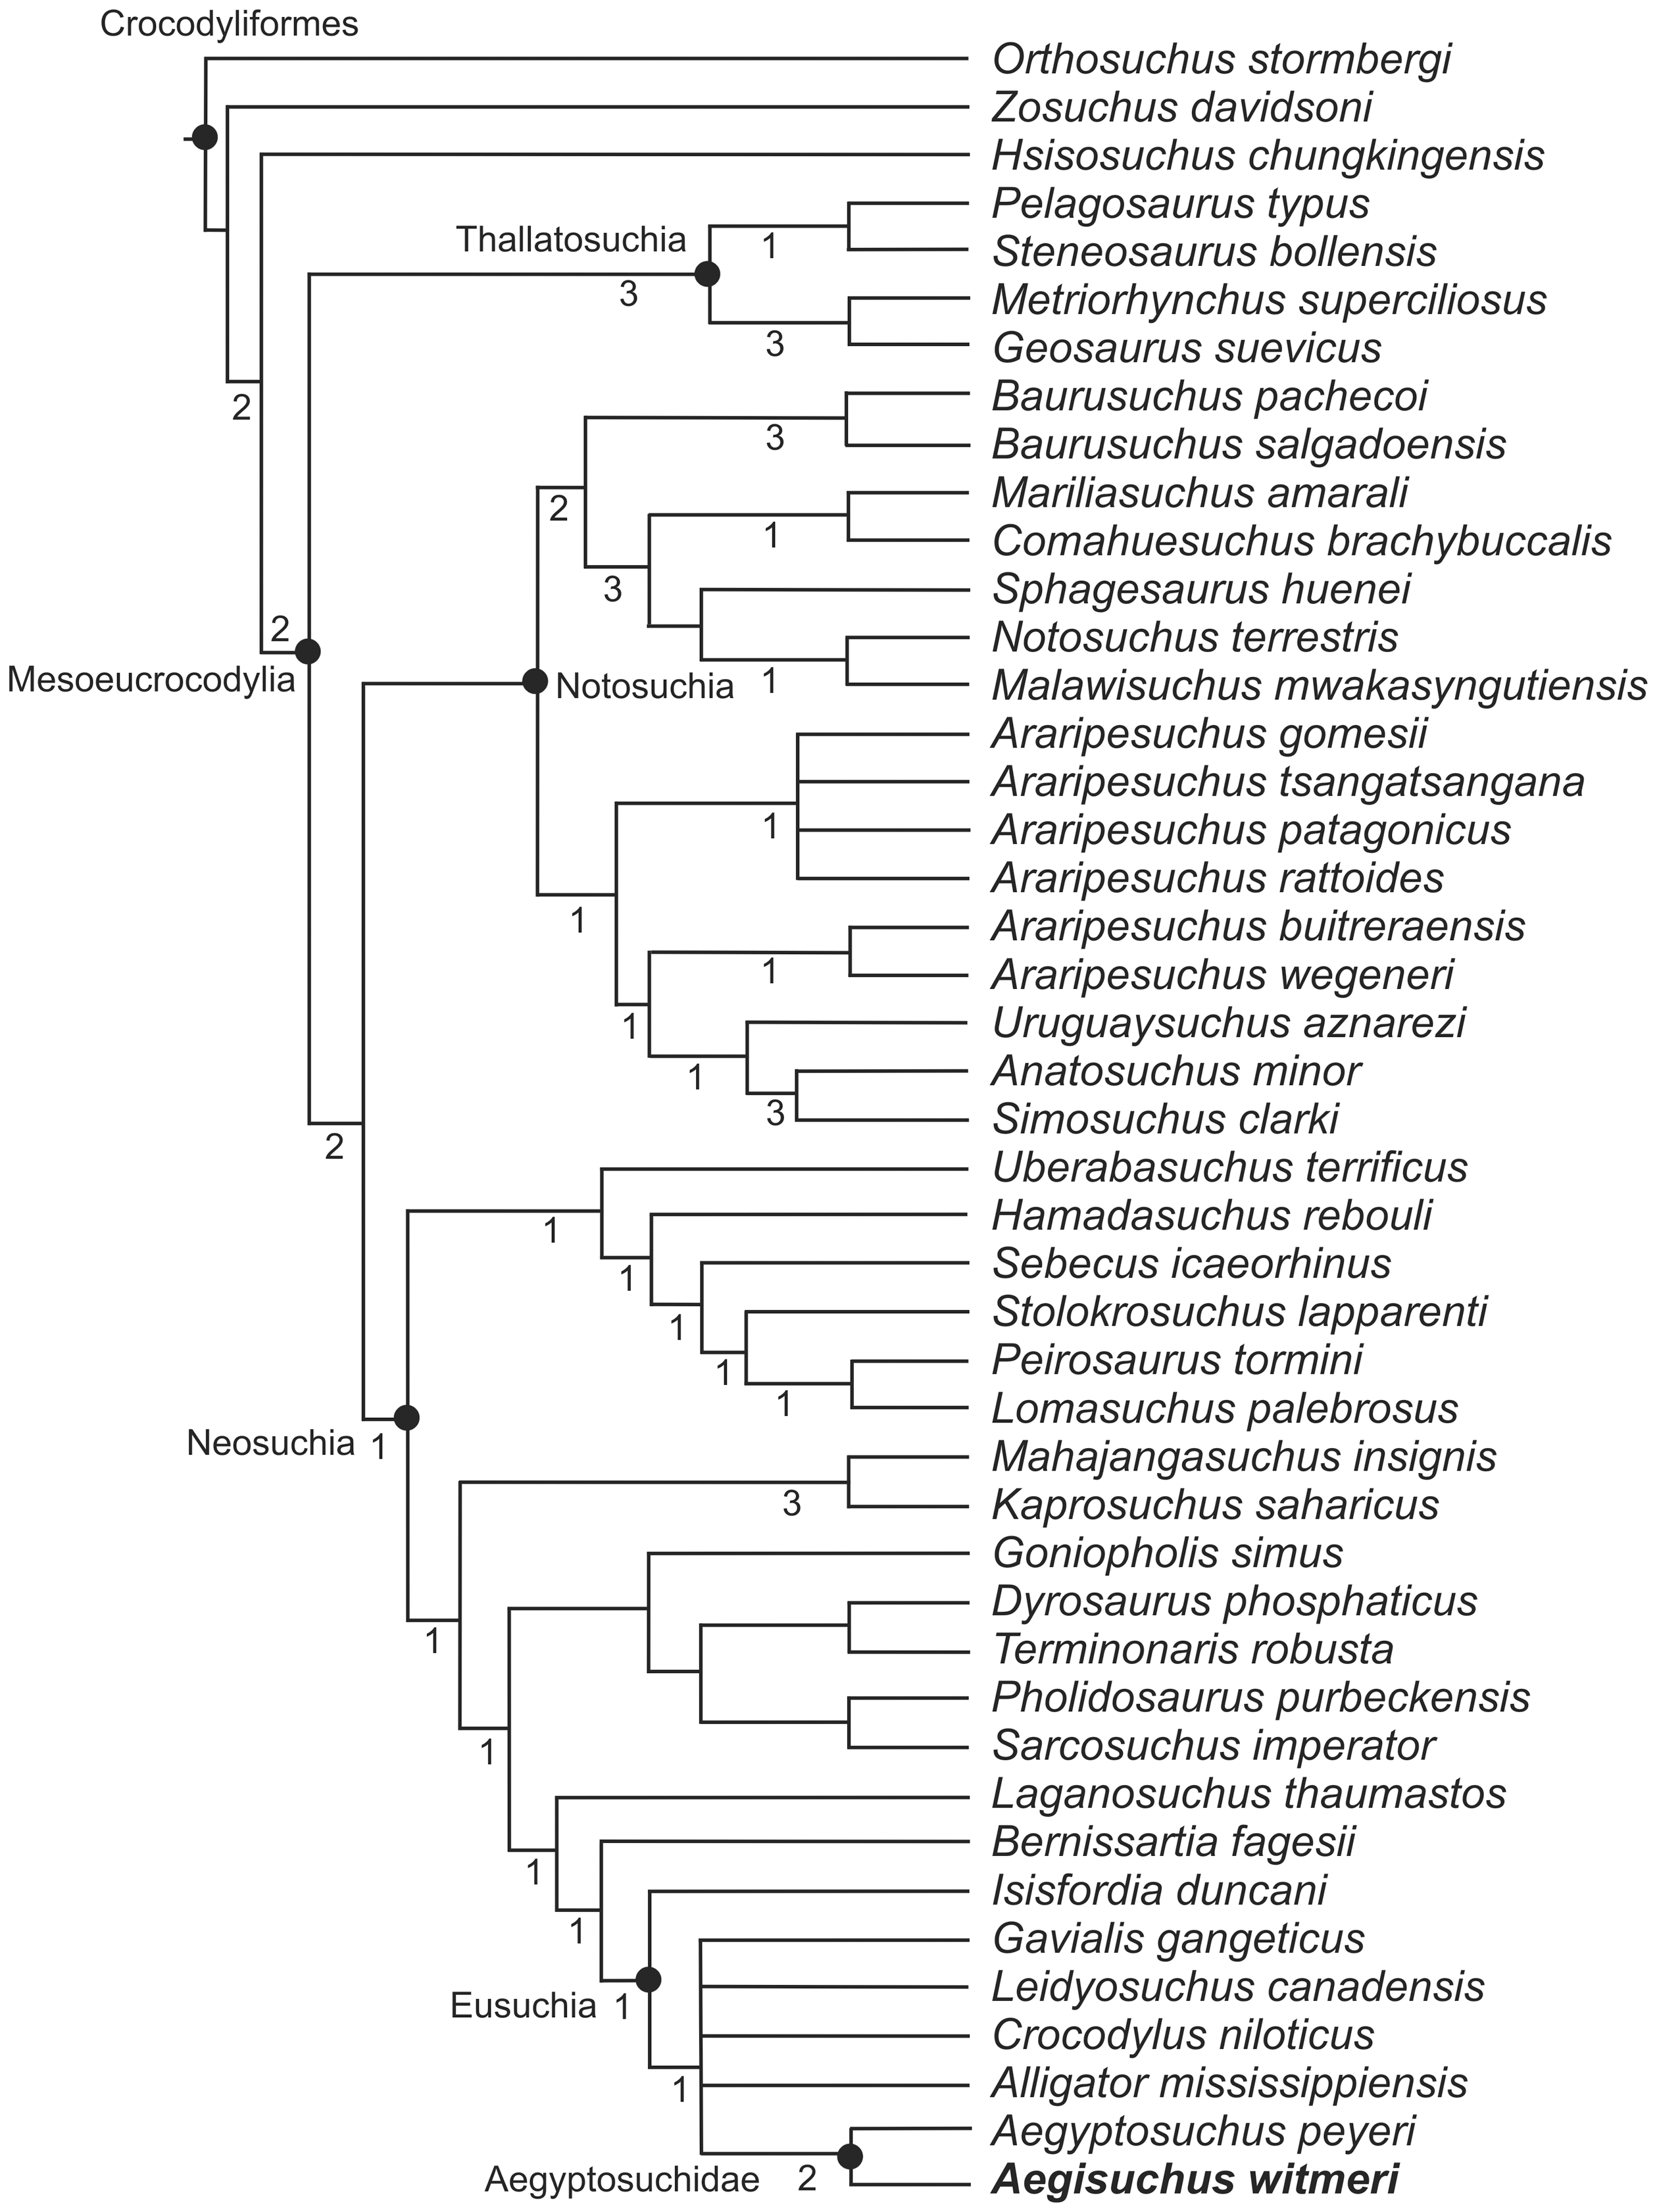 Crocodyliformes
Orthosuchus stormbergi
Zosuchus davidsoni
Hsisosuchus chungkingensis
Pelagosaurus typus
Thallatosuchia
1
Steneosaurus bollensis
3
Metriorhynchus superciliosus
3
Geosaurus suevicus
2
Baurusuchus pachecoi
3
Baurusuchus salgadoensis
2
Mariliasuchus amarali
1
Comahuesuchus brachybuccalis
3
Sphagesaurus huenei
2
Notosuchus terrestris
Mesoeucrocodylia
Notosuchia
1
Malawisuchus mwakasyngutiensis
Araripesuchus gomesii
Araripesuchus tsangatsangana
1
Araripesuchus patagonicus
Araripesuchus rattoides
1
Araripesuchus buitreraensis
1
Araripesuchus wegeneri
1
Uruguaysuchus aznarezi
1
Anatosuchus minor
3
Simosuchus clarki
2
Uberabasuchus terrificus
1
Hamadasuchus rebouli
1
Sebecus icaeorhinus
1
Stolokrosuchus lapparenti
1
Peirosaurus tormini
1
Lomasuchus palebrosus
Neosuchia
1
Mahajangasuchus insignis
3
Kaprosuchus saharicus
Goniopholis simus
Dyrosaurus phosphaticus
1
Terminonaris robusta
Pholidosaurus purbeckensis
1
Sarcosuchus imperator
Laganosuchus thaumastos
1
Bernissartia fagesii
1
Isisfordia duncani
Gavialis gangeticus
Eusuchia
1
Leidyosuchus canadensis
Crocodylus niloticus
1
Alligator mississippiensis
Aegyptosuchus peyeri
Aegyptosuchidae
2
Aegisuchus witmeri